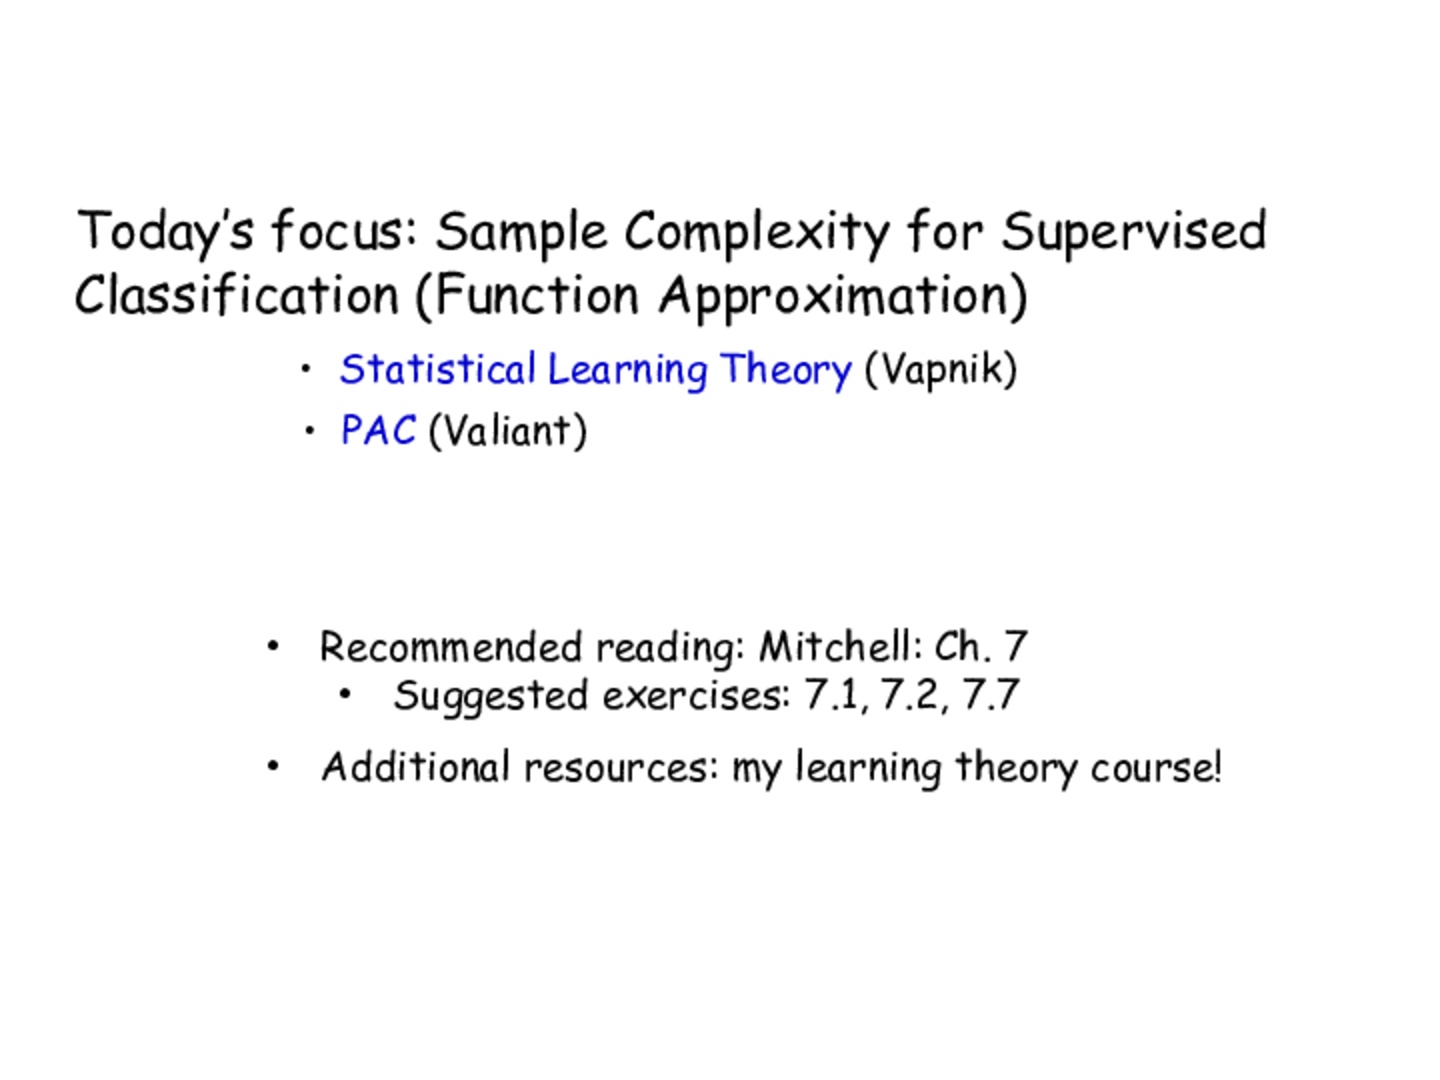 Today's focus: Sample Complexity for Supervised
Classification (Function Approximation)
• Statistical Learning Theory (Vapnik)
• PAC (Valiant)
• Recommended reading: Mitchell: Ch. 7
• Suggested exercises: 7.1, 7.2, 7.7
• Additional resources: my learning theory course!